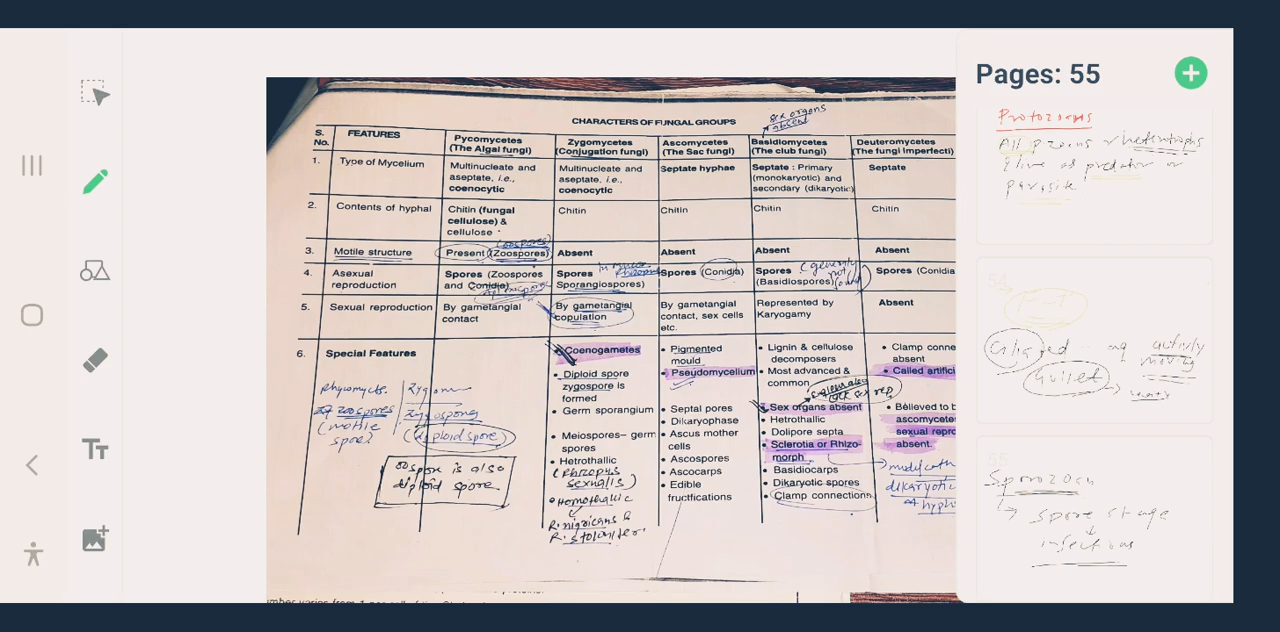 Pages: 55
Protozoans
All p zoans r heterotrophs
& live as predator or
parasite
Spore stage
infectious
Tт
sex organs
absent
CHARACTERS OF FUNGAL GROUPS
S. No.
FEATURES
Pycomycetes
(The Algal fungi)
Zygomycetes
(Conjugation fungi)
Ascomycetes
(The Sac fungi)
Basidiomycetes
(The club fungi)
Deuteromycetes
(The fungi Imperfecti)
1.
Type of Mycelium
Multinucleate and
aseptate, i.e.,
coenocytic
Multinucleate and
aseptate, i.e.,
coenocytic
Septate hyphae
Septate : Primary
(monokaryotic) and
secondary (dikaryotic)
Septate
2.
Contents of hyphal
Chitin (fungal
cellulose) &
cellulose
Chitin
Chitin
Chitin
Chitin
3.
Motile structure
Present (Zoospores)
Absent
Absent
Absent
Absent
4.
Asexual
reproduction
Spores (Zoospores
and Conidia)
Spores
Sporangiospores)
Spores (Conidia)
Spores
(Basidiospores)
(generally
not
found)
Spores (Conidia
5.
Sexual reproduction
By gametangial
contact
By gametangial
copulation
By gametangial
contact, sex cells
etc.
Represented by
Karyogamy
Absent
6.
Special Features
zoospores
(motile
spore)
Zygospore
(diploid spore)
oospore is also
diploid spore
• Coenogametes
• Diploid spore
zygospore is
formed
• Germ sporangium
• Meiospores– germ
spores
• Hetrothallic
(Rhizopus
sexualis)
• Homothallic
R. nigricans &
R. stolonifer
• Pigmented
mould
• Pseudomycelium
• Septal pores
• Dikaryophase
• Ascus mother
cells
• Ascospores
• Ascocarps
• Edible
fructifications
• Lignin & cellulose
decomposers
• Most advanced &
common
• Sex organs absent
• Hetrothallic
• Dolipore septa
• Sclerotia or Rhizo-
morph
• Basidiocarps
• Dikaryotic spores
• Clamp connections
• Clamp conne
absent
• Called artifici
• Believed to b
ascomycete
sexual repro
absent.
dikaryotic
hyph